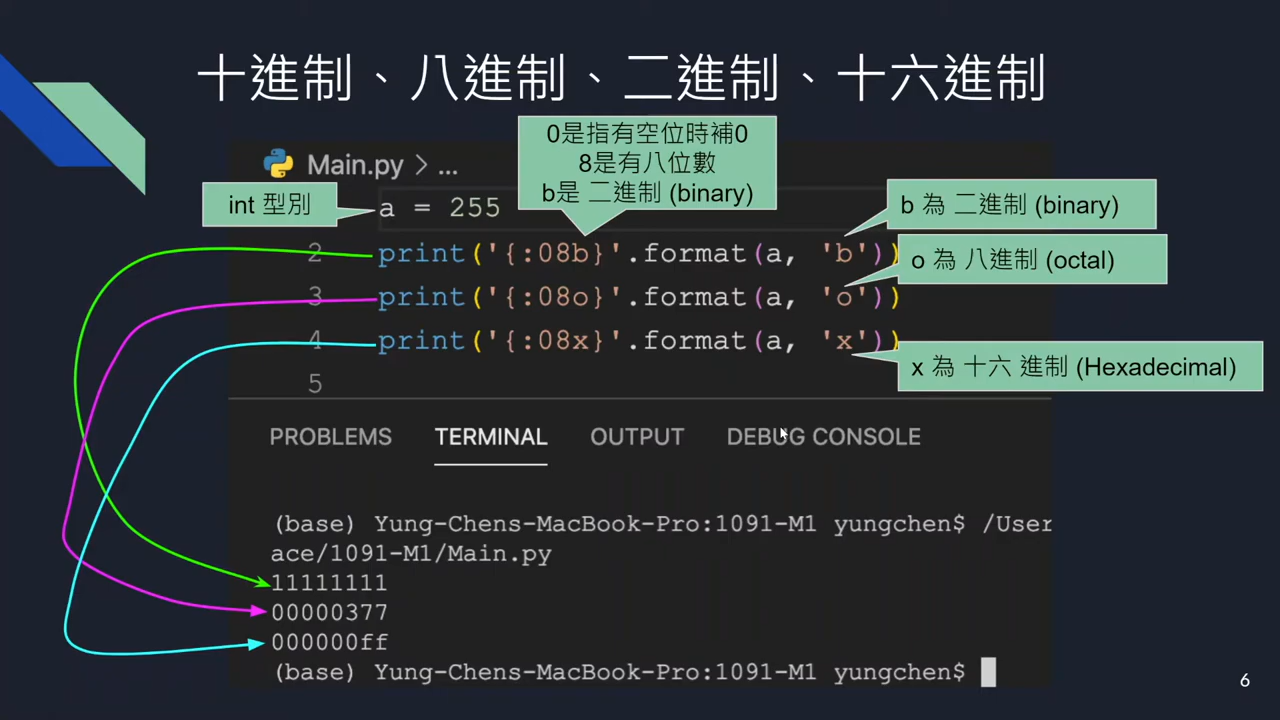 十進制、八進制、二進制、十六進制
0是指有空位時補0
8是有八位數
b是 二進制 (binary)
Main.py > ...
int 型別
a = 255
b 為 二進制 (binary)
2 print('{:08b}'.format(a, 'b'))
o 為 八進制 (octal)
3 print('{:08o}'.format(a, 'o'))
4 print('{:08x}'.format(a, 'x'))
x 為 十六 進制 (Hexadecimal)
5
PROBLEMS TERMINAL OUTPUT DEBUG CONSOLE
(base) Yung-Chens-MacBook-Pro:1091-M1 yungchen$ /User
ace/1091-M1/Main.py
11111111
00000377
000000ff
(base) Yung-Chens-MacBook-Pro:1091-M1 yungchen$
6